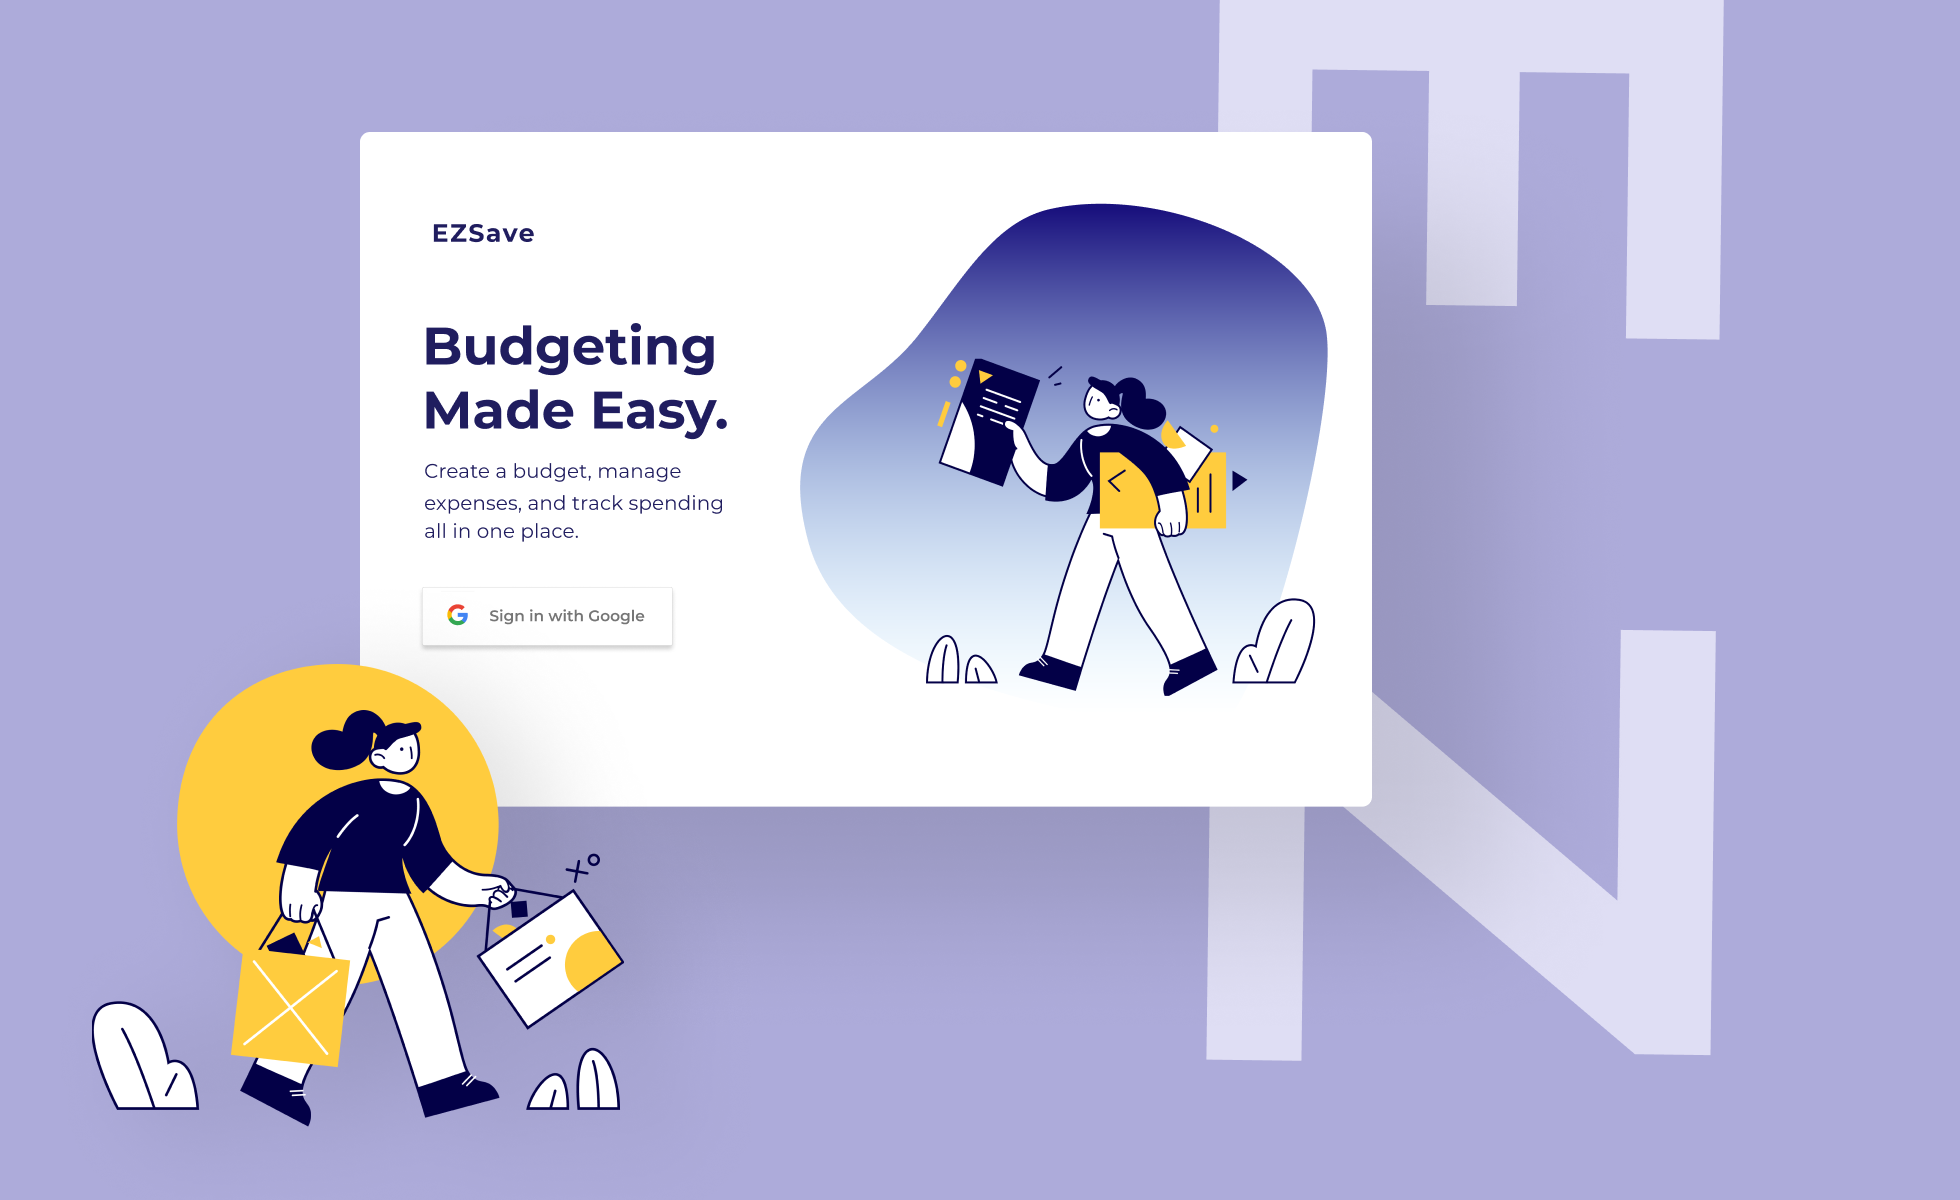 EZ
EZSave
Budgeting
Made Easy.
Create a budget, manage
expenses, and track spending
all in one place.
Sign in with Google